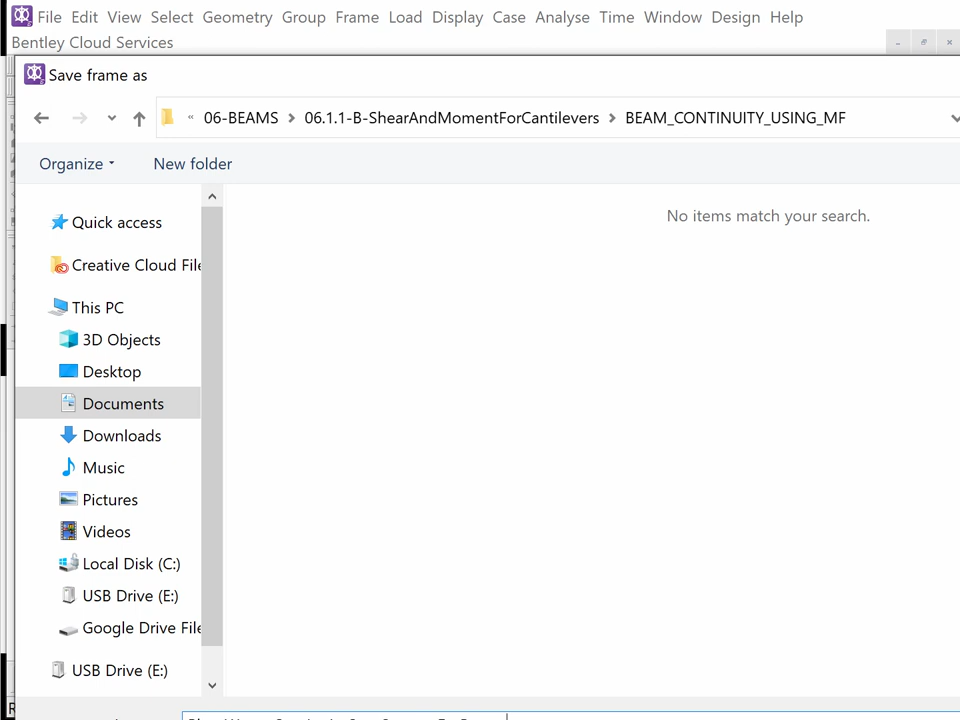 File Edit View Select Geometry Group Frame Load Display Case Analyse Time Window Design Help
Bentley Cloud Services
Save frame as
« 06-BEAMS > 06.1.1-B-ShearAndMomentForCantilevers > BEAM_CONTINUITY_USING_MF
Organize New folder
No items match your search.
Quick access
Creative Cloud File
This PC
3D Objects
Desktop
Documents
Downloads
Music
Pictures
Videos
Local Disk (C:)
USB Drive (E:)
Google Drive File
USB Drive (E:)